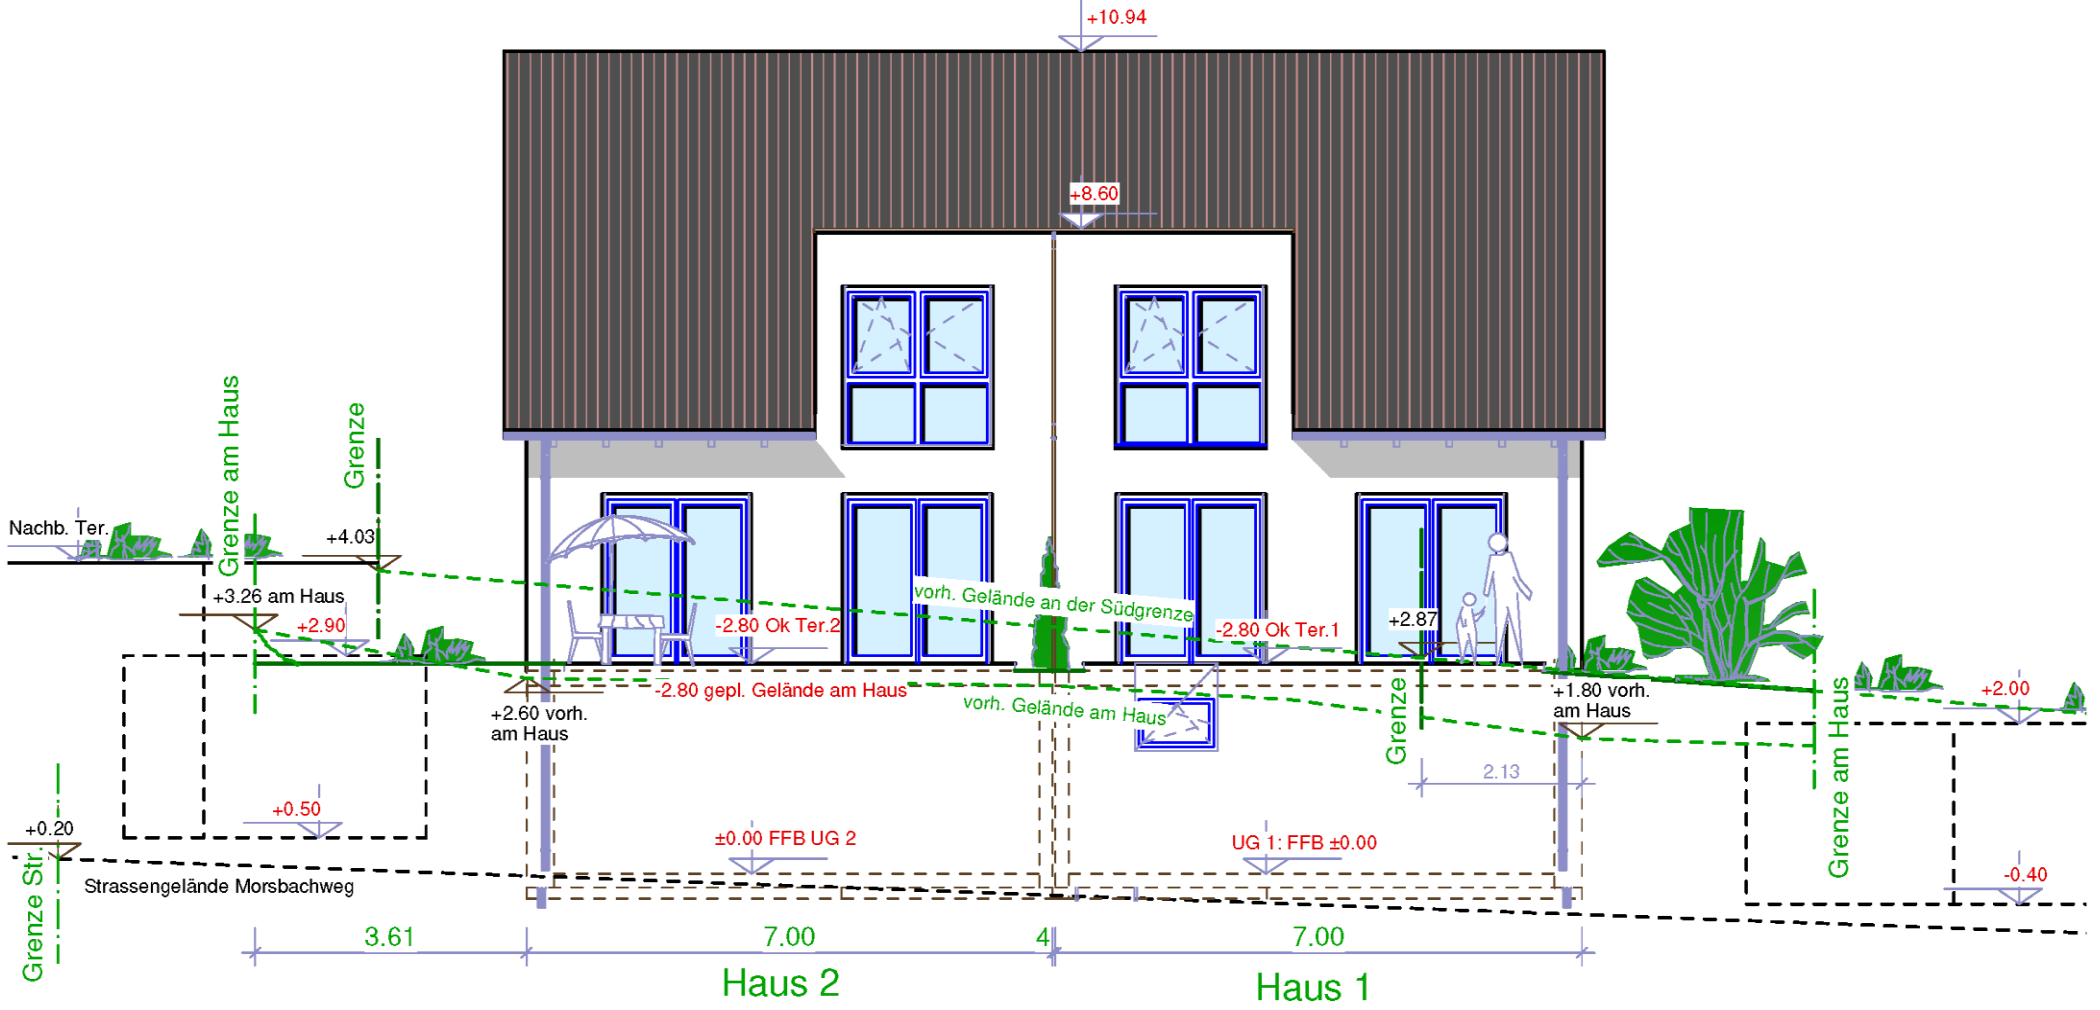 +10.94
+8.60
Grenze am Haus
Grenze
Nachb. Ter.
+4.03
+3.26 am Haus
+2.90
vorh. Gelände an der Südgrenze
-2.80 Ok Ter.2
-2.80 Ok Ter.1
+2.87
-2.80 gepl. Gelände am Haus
vorh. Gelände am Haus
+2.60 vorh.
am Haus
Grenze
+1.80 vorh.
am Haus
+2.00
Grenze am Haus
2.13
+0.50
+0.20
±0.00 FFB UG 2
UG 1: FFB ±0.00
-0.40
Grenze Str.
Strassengelände Morsbachweg
3.61
7.00
4
7.00
Haus 2
Haus 1